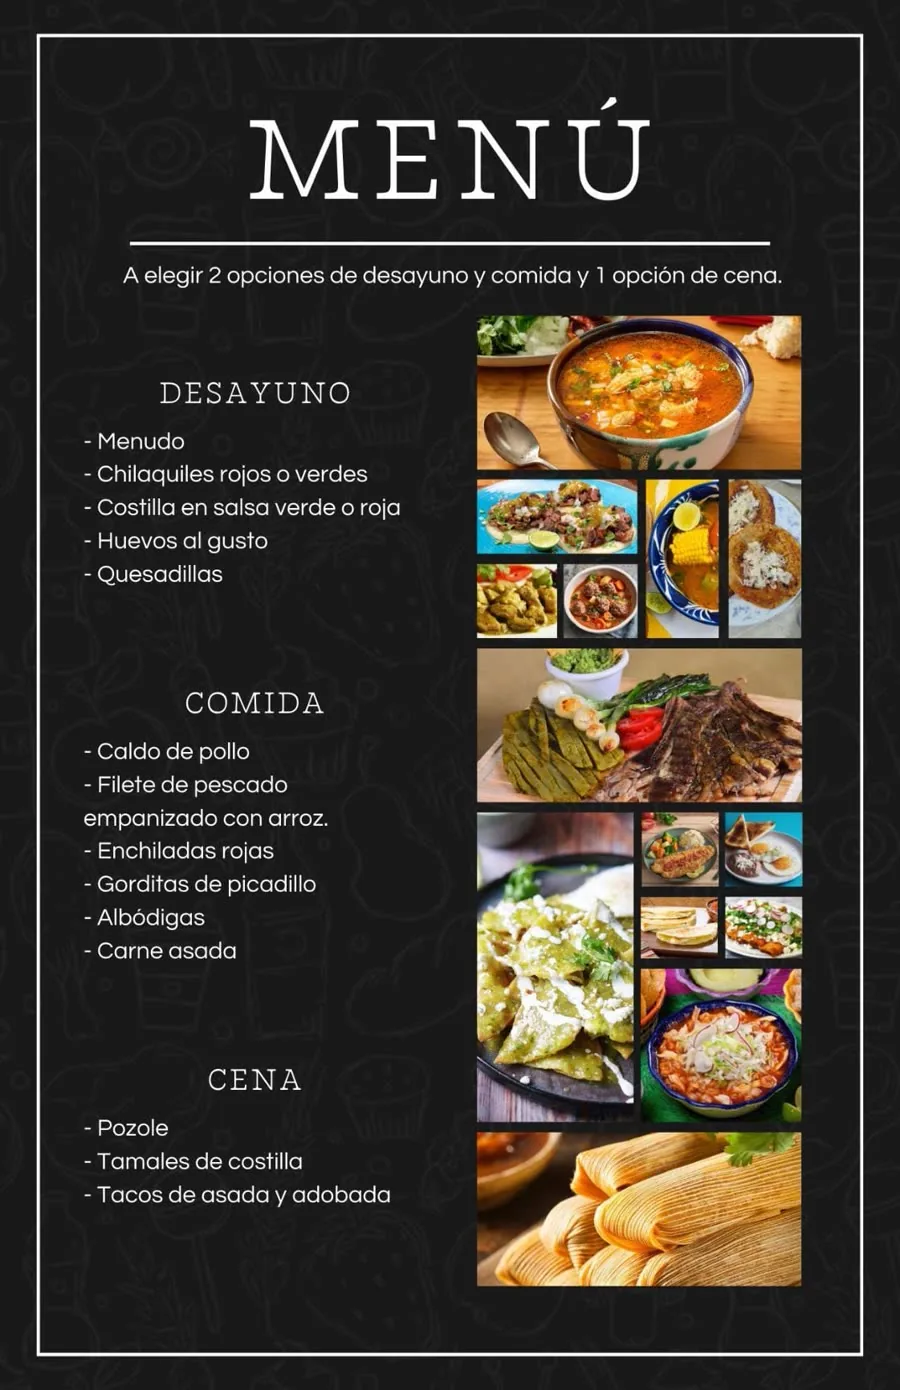 MENÚ
A elegir 2 opciones de desayuno y comida y 1 opción de cena.
DESAYUNO
- Menudo
- Chilaquiles rojos o verdes
- Costilla en salsa verde o roja
- Huevos al gusto
- Quesadillas
COMIDA
- Caldo de pollo
- Filete de pescado
empanizado con arroz.
- Enchiladas rojas
- Gorditas de picadillo
- Albódigas
- Carne asada
CENA
- Pozole
- Tamales de costilla
- Tacos de asada y adobada